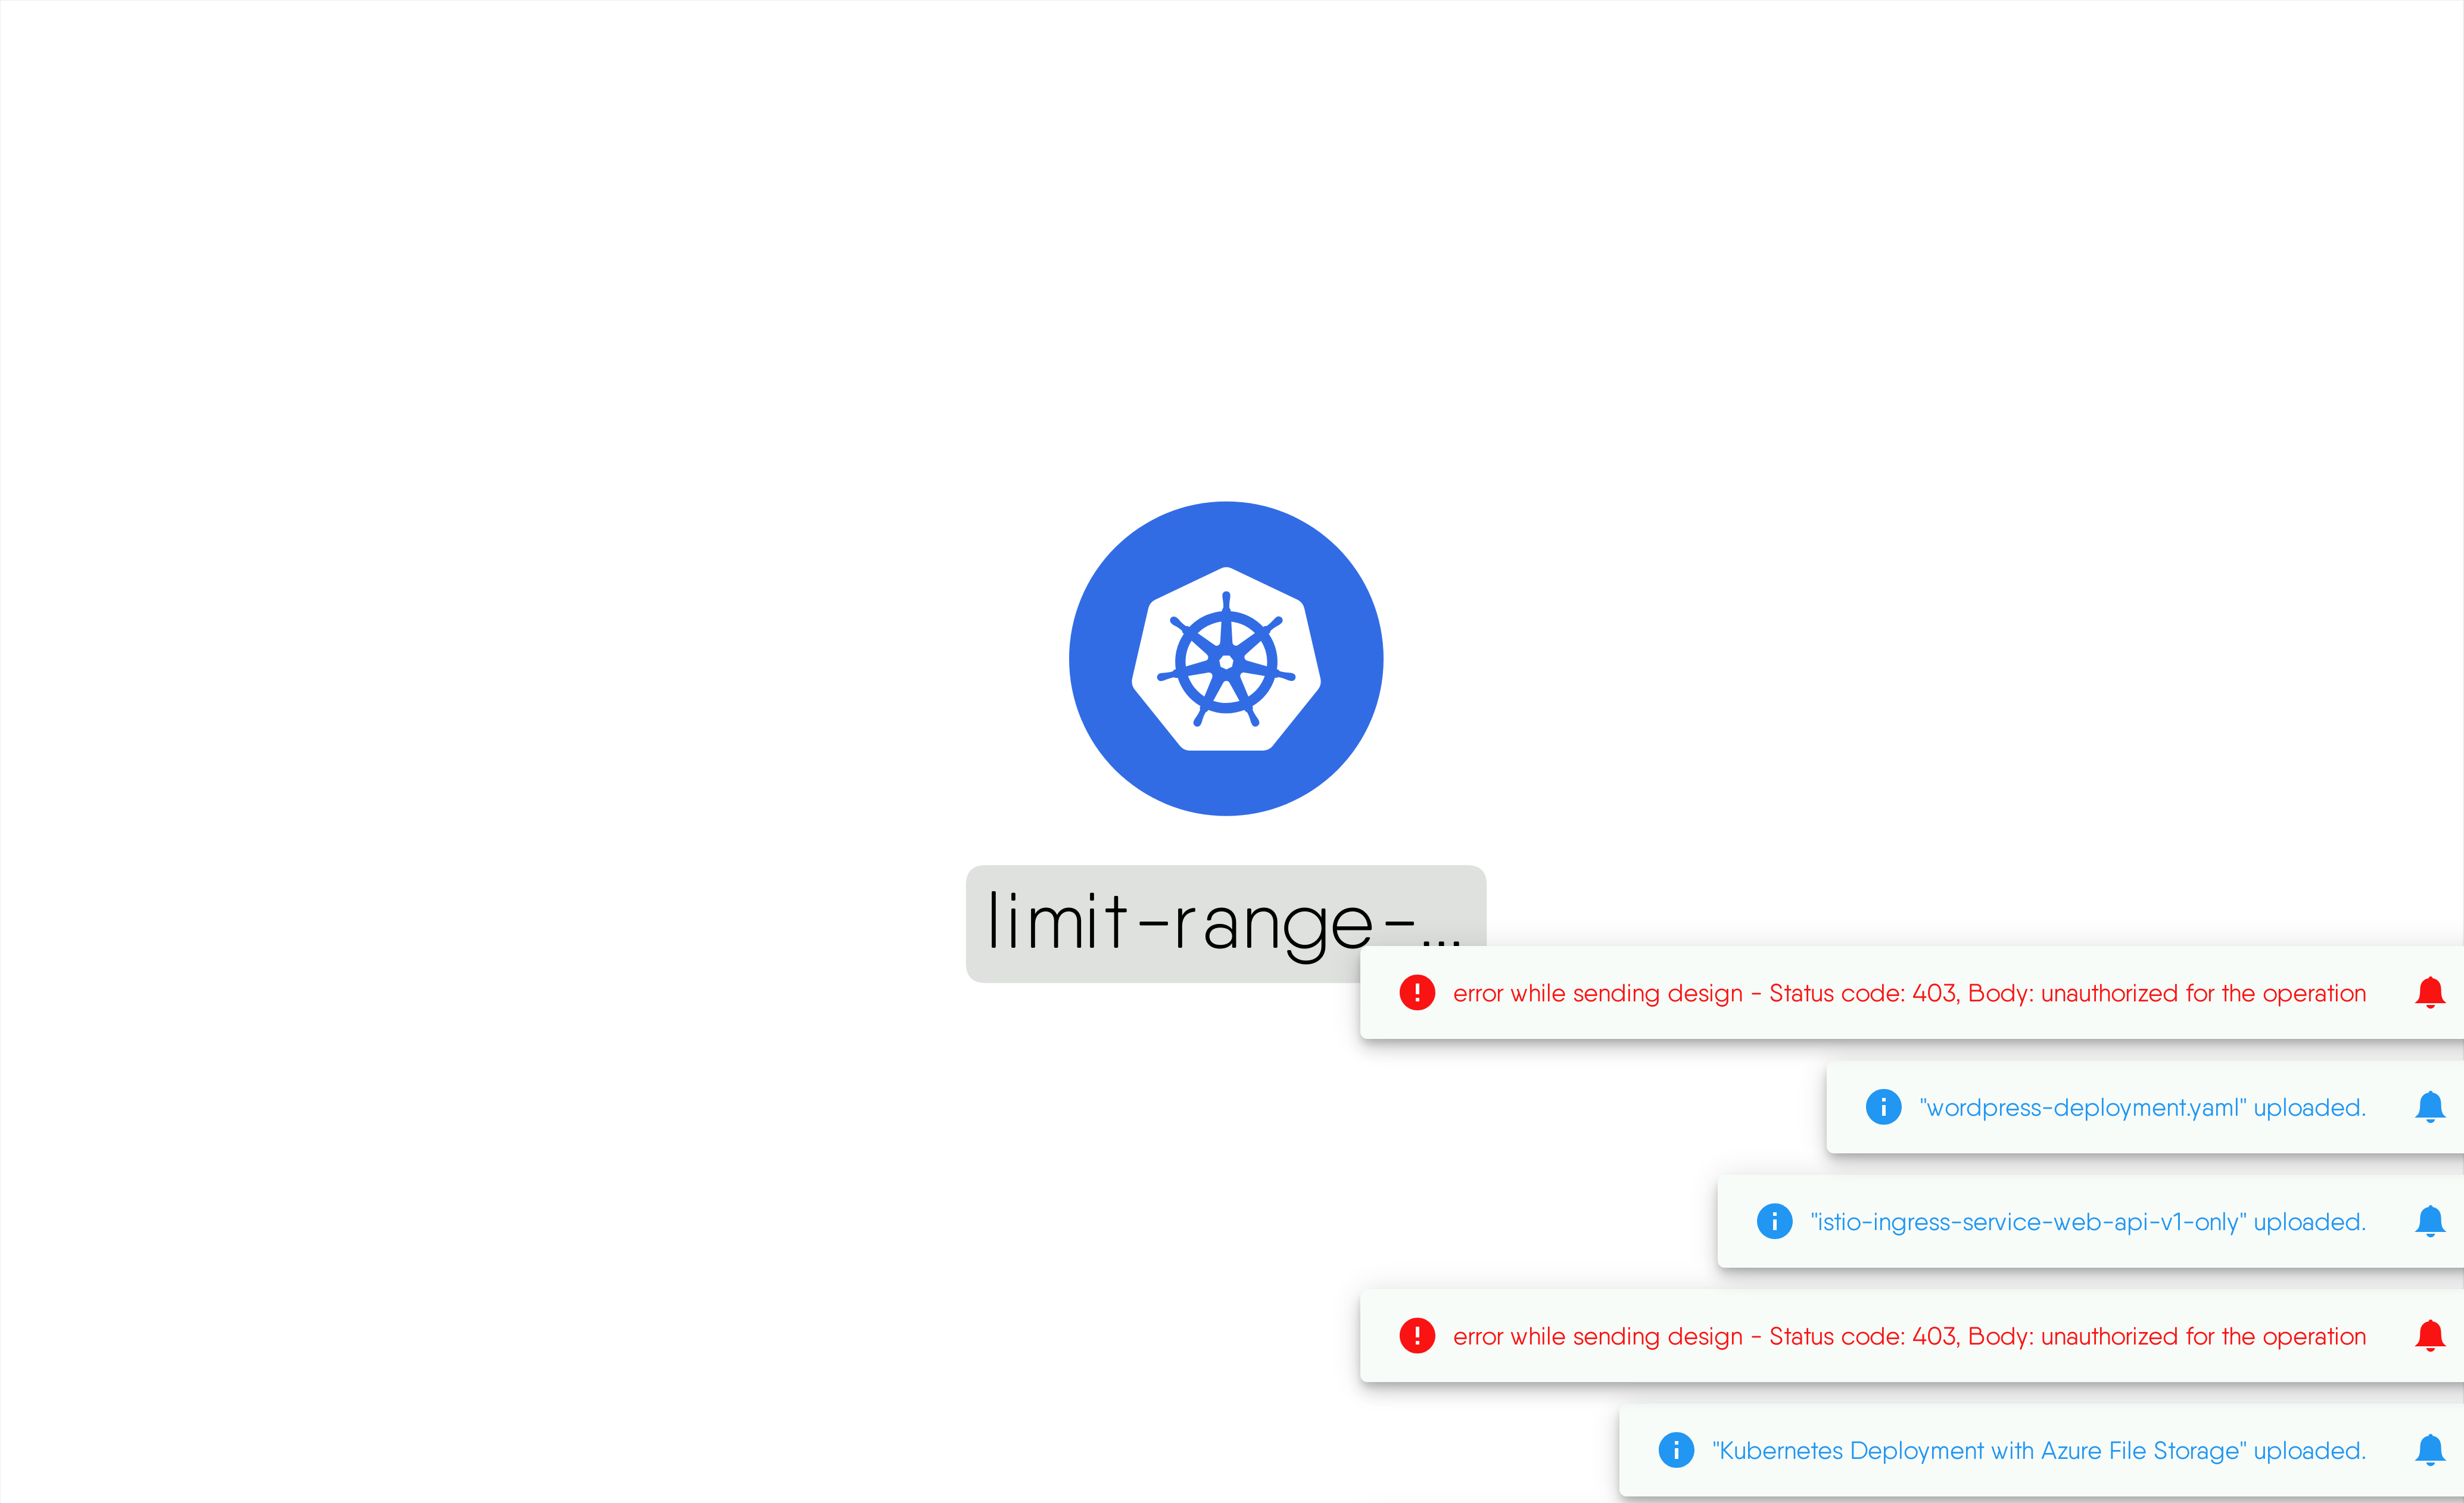 limit-range-...
error while sending design - Status code: 403, Body: unauthorized for the operation
"wordpress-deployment.yaml" uploaded.
"istio-ingress-service-web-api-v1-only" uploaded.
error while sending design - Status code: 403, Body: unauthorized for the operation
"Kubernetes Deployment with Azure File Storage" uploaded.